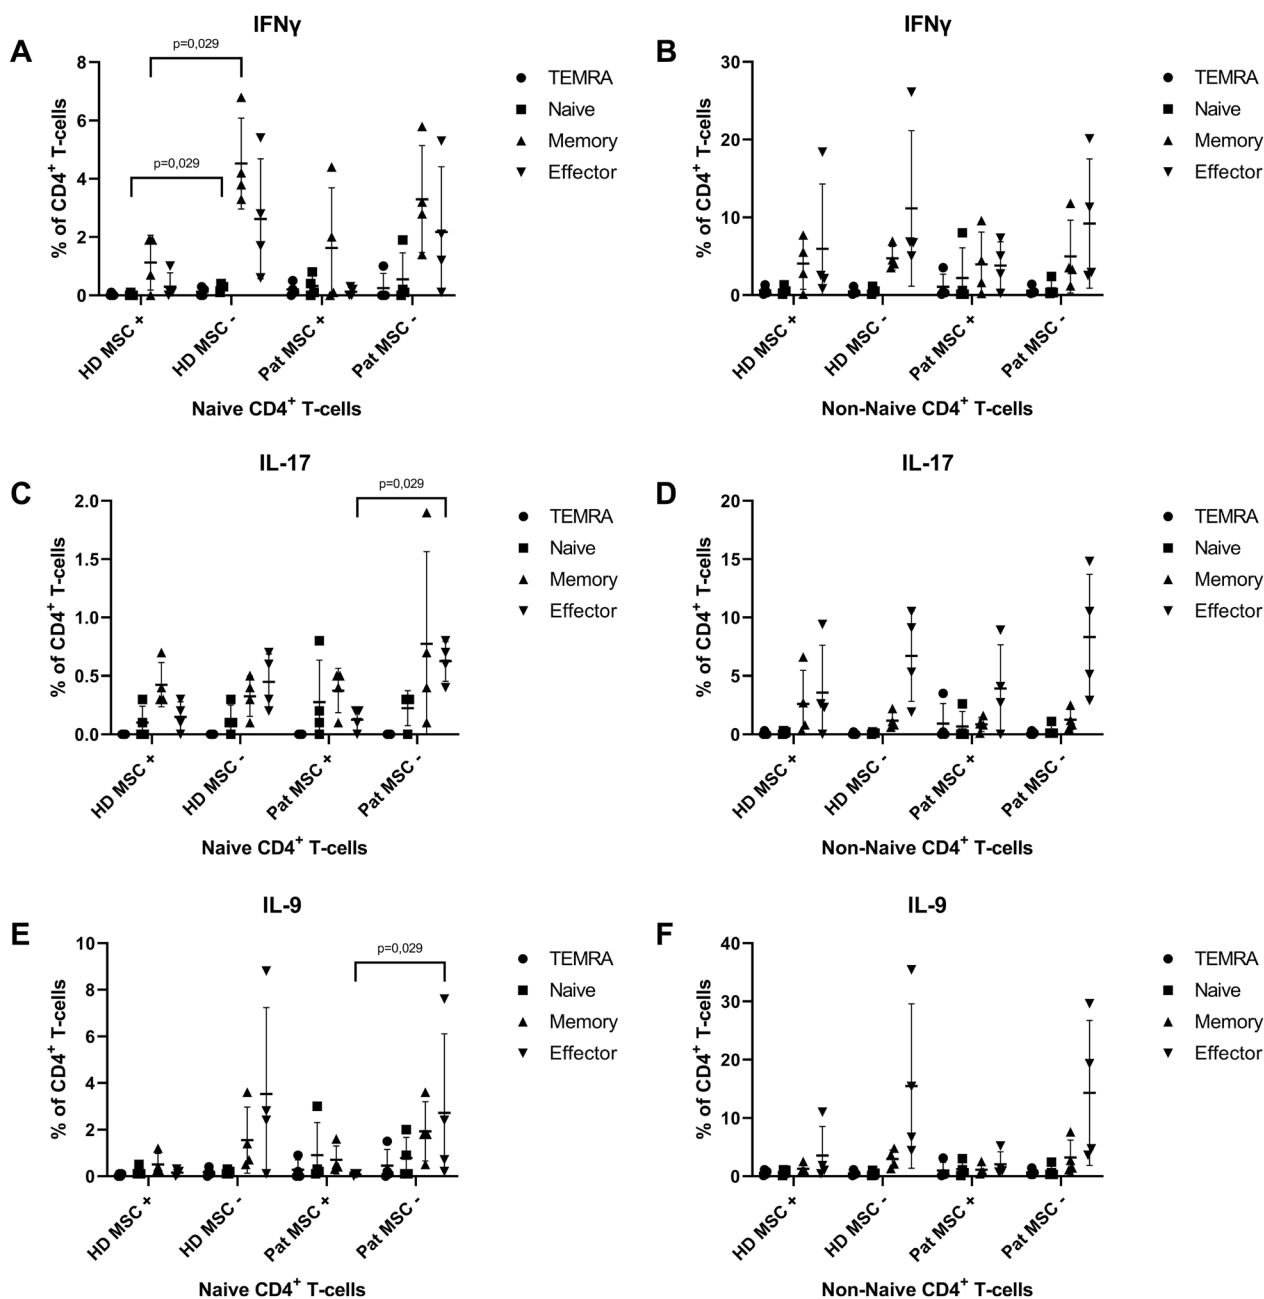 A
IFNγ
p=0,029
p=0,029
% of CD4+ T-cells
8
6
4
2
0
HD MSC +
HD MSC -
Pat MSC +
Pat MSC -
Naive CD4+ T-cells
TEMRA
Naive
Memory
Effector
B
IFNγ
% of CD4+ T-cells
30
20
10
0
HD MSC +
HD MSC -
Pat MSC +
Pat MSC -
Non-Naive CD4+ T-cells
TEMRA
Naive
Memory
Effector
C
IL-17
p=0,029
% of CD4+ T-cells
2.0
1.5
1.0
0.5
0.0
HD MSC +
HD MSC -
Pat MSC +
Pat MSC -
Naive CD4+ T-cells
TEMRA
Naive
Memory
Effector
D
IL-17
% of CD4+ T-cells
20
15
10
5
0
HD MSC +
HD MSC -
Pat MSC +
Pat MSC -
Non-Naive CD4+ T-cells
TEMRA
Naive
Memory
Effector
E
IL-9
p=0,029
% of CD4+ T-cells
10
8
6
4
2
0
HD MSC +
HD MSC -
Pat MSC +
Pat MSC -
Naive CD4+ T-cells
TEMRA
Naive
Memory
Effector
F
IL-9
% of CD4+ T-cells
40
30
20
10
0
HD MSC +
HD MSC -
Pat MSC +
Pat MSC -
Non-Naive CD4+ T-cells
TEMRA
Naive
Memory
Effector